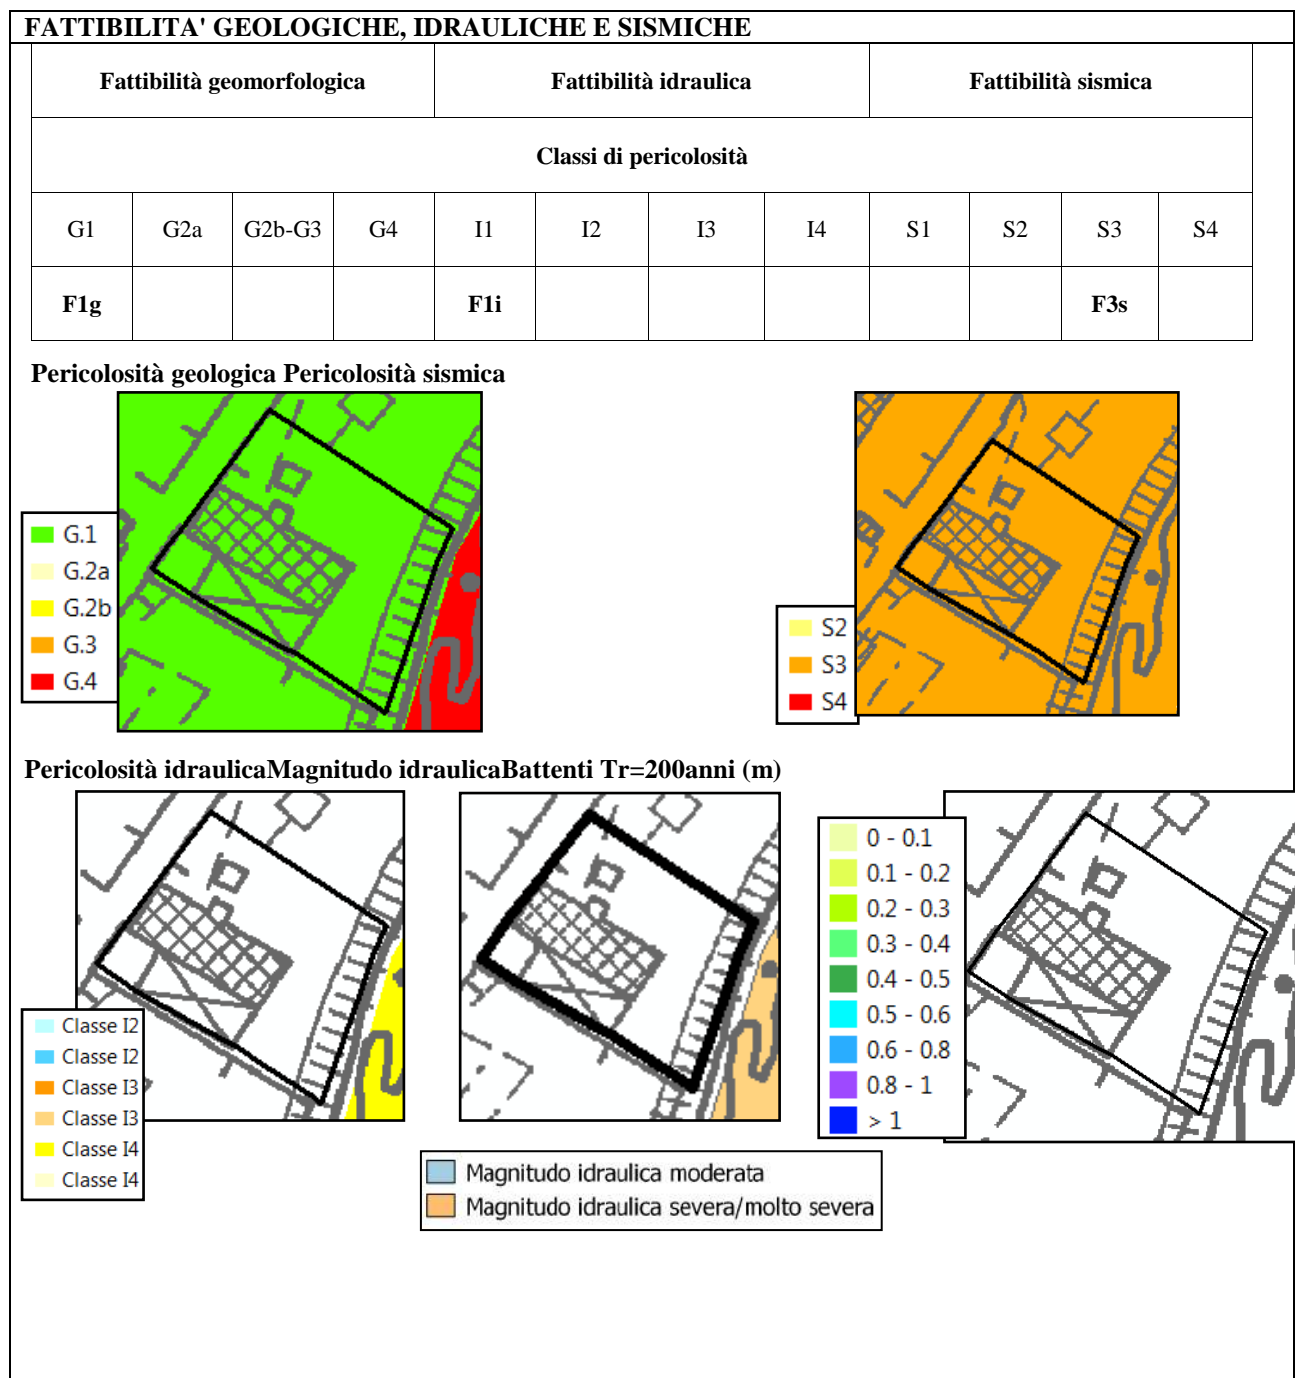 FATTIBILITA' GEOLOGICHE, IDRAULICHE E SISMICHE
Fattibilità geomorfologica Fattibilità idraulica Fattibilità sismica
Classi di pericolosità
G1 G2a G2b-G3 G4 I1 I2 I3 I4 S1 S2 S3 S4
F1g F1i F3s
Pericolosità geologica Pericolosità sismica
G.1
G.2a
G.2b
G.3
G.4
S2
S3
S4
Pericolosità idraulicaMagnitudo idraulicaBattenti Tr=200anni (m)
Classe I2
Classe I2
Classe I3
Classe I3
Classe I4
Classe I4
Magnitudo idraulica moderata
Magnitudo idraulica severa/molto severa
0 - 0.1
0.1 - 0.2
0.2 - 0.3
0.3 - 0.4
0.4 - 0.5
0.5 - 0.6
0.6 - 0.8
0.8 - 1
> 1